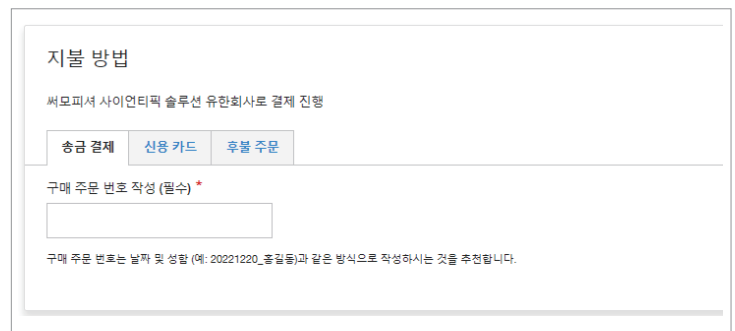 지불 방법
써모피셔 사이언티픽 솔루션 유한회사로 결제 진행
송금 결제 신용 카드 후불 주문
구매 주문 번호 작성 (필수) *
구매 주문 번호는 날짜 및 성함 (예: 20221220_홍길동)과 같은 방식으로 작성하시는 것을 추천합니다.